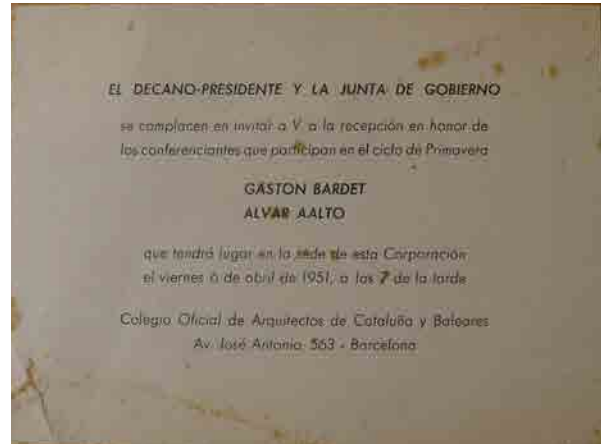 EL DECANO-PRESIDENTE Y LA JUNTA DE GOBIERNO
se complacen en invitar a V. a la recepción en honor de
los conferenciantes que participan en el ciclo de Primavera
GASTON BARDET
ALVAR AALTO
que tendrá lugar en la sede de esta Corporación
el viernes 6 de abril de 1951, a las 7 de la tarde
Colegio Oficial de Arquitectos de Cataluña y Baleares
Av. José Antonio 563 - Barcelona